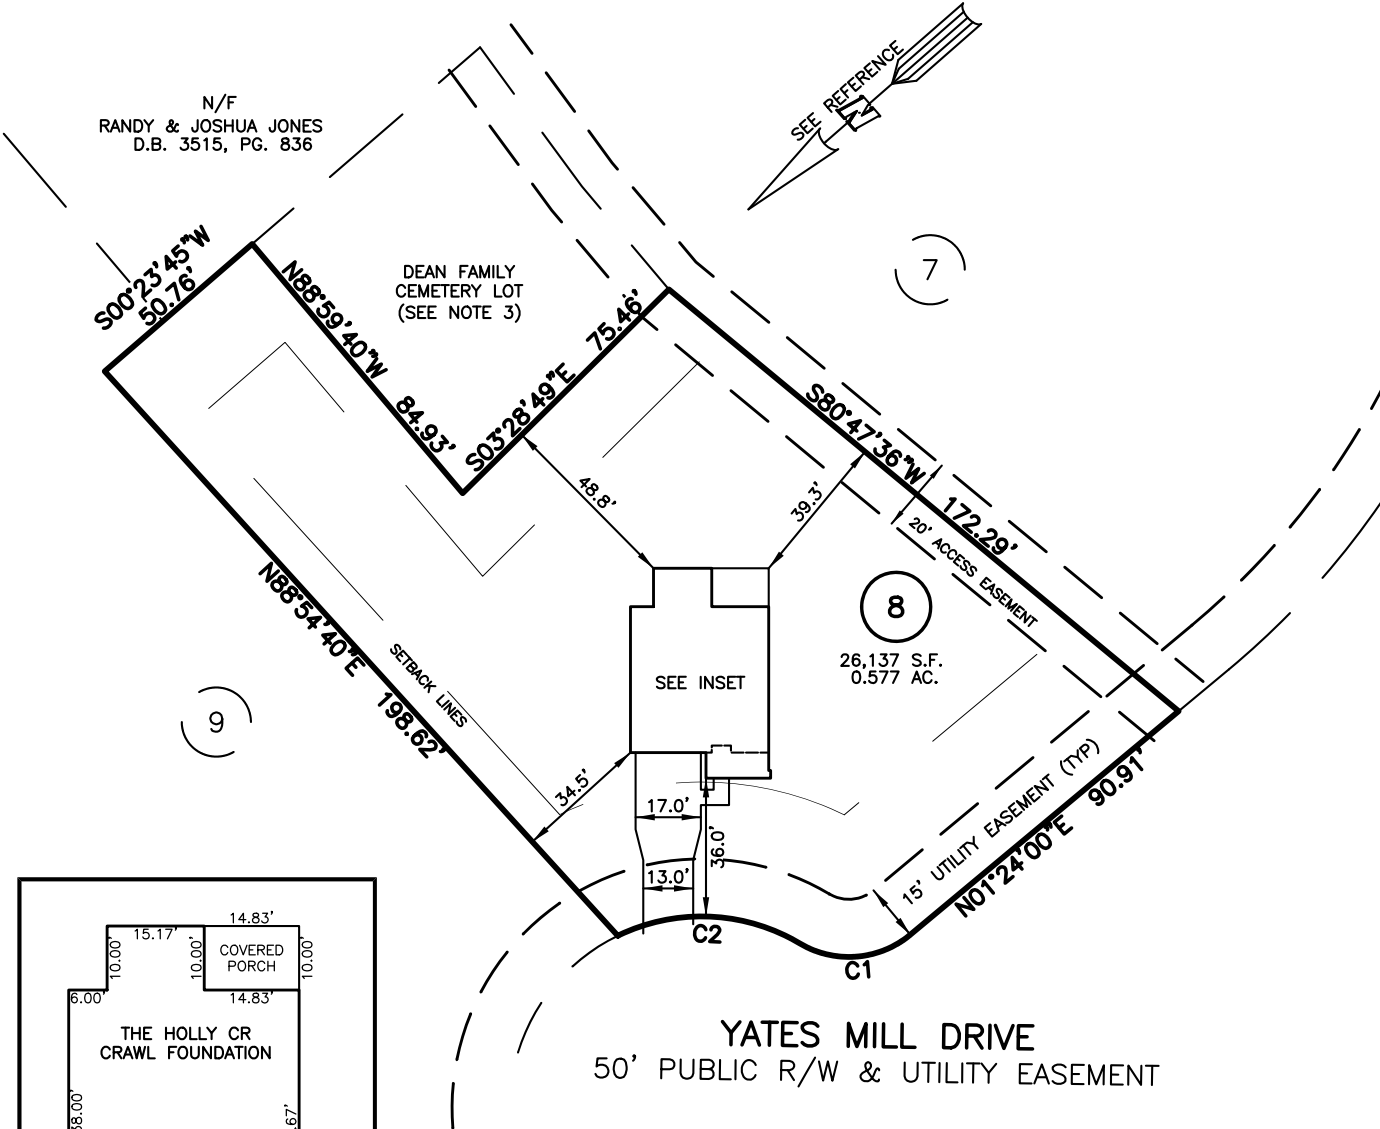 N/F
RANDY & JOSHUA JONES
D.B. 3515, PG. 836
SEE REFERENCE
N
7
S00°23'45"W
50.76'
N88°59'40"W 84.93'
DEAN FAMILY
CEMETERY LOT
(SEE NOTE 3)
S03°28'49"E 75.46'
S80°47'36"W 172.29'
20' ACCESS EASEMENT
48.8'
39.3'
8
26,137 S.F.
0.577 AC.
SEE INSET
N88°54'40"E 198.62'
SETBACK LINES
9
34.5'
17.0'
36.0'
13.0'
15' UTILITY EASEMENT (TYP)
N01°24'00"E 90.91'
C2
C1
YATES MILL DRIVE
50' PUBLIC R/W & UTILITY EASEMENT
14.83'
15.17'
10.00'
10.00'
COVERED
PORCH
10.00'
6.00'
14.83'
THE HOLLY CR
CRAWL FOUNDATION
38.00'
.67'